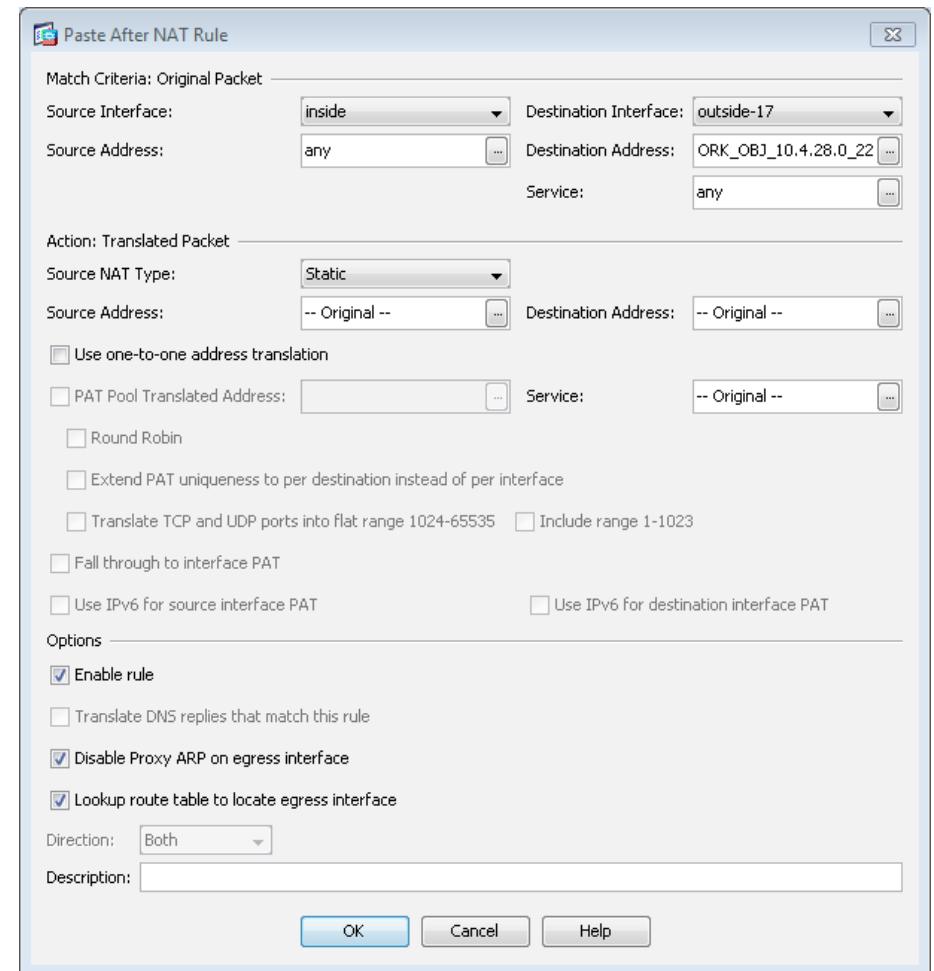 Paste After NAT Rule
Match Criteria: Original Packet
Source Interface: inside Destination Interface: outside-17
Source Address: any ... Destination Address: ORK_OBJ_10.4.28.0_22 ...
Service: any ...
Action: Translated Packet
Source NAT Type: Static
Source Address: -- Original -- ... Destination Address: -- Original -- ...
Use one-to-one address translation
PAT Pool Translated Address: ... Service: -- Original -- ...
Round Robin
Extend PAT uniqueness to per destination instead of per interface
Translate TCP and UDP ports into flat range 1024-65535 Include range 1-1023
Fall through to interface PAT
Use IPv6 for source interface PAT Use IPv6 for destination interface PAT
Options
Enable rule
Translate DNS replies that match this rule
Disable Proxy ARP on egress interface
Lookup route table to locate egress interface
Direction: Both
Description:
OK Cancel Help